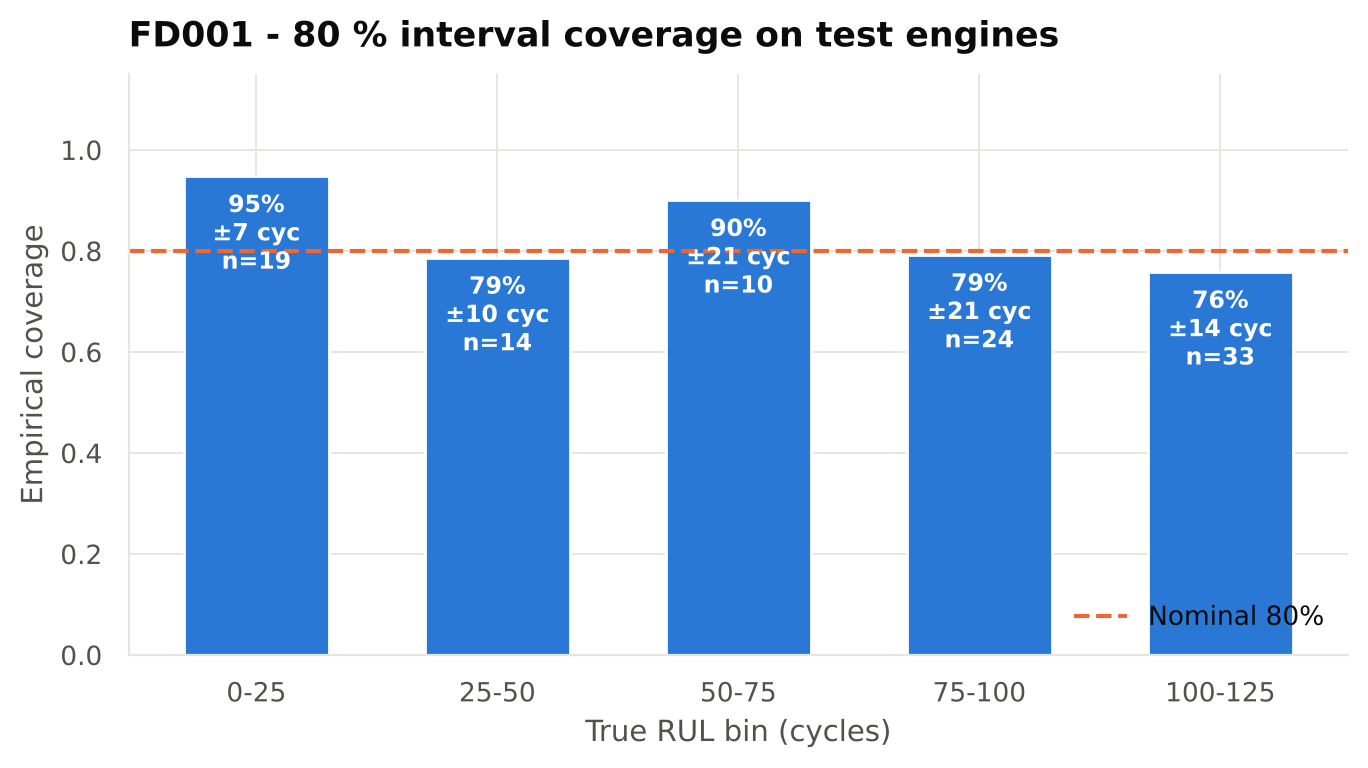 FD001 - 80 % interval coverage on test engines
Empirical coverage
1.0
0.8
0.6
0.4
0.2
0.0
95%
±7 cyc
n=19
79%
±10 cyc
n=14
90%
±21 cyc
n=10
79%
±21 cyc
n=24
76%
±14 cyc
n=33
Nominal 80%
0-25
25-50
50-75
75-100
100-125
True RUL bin (cycles)